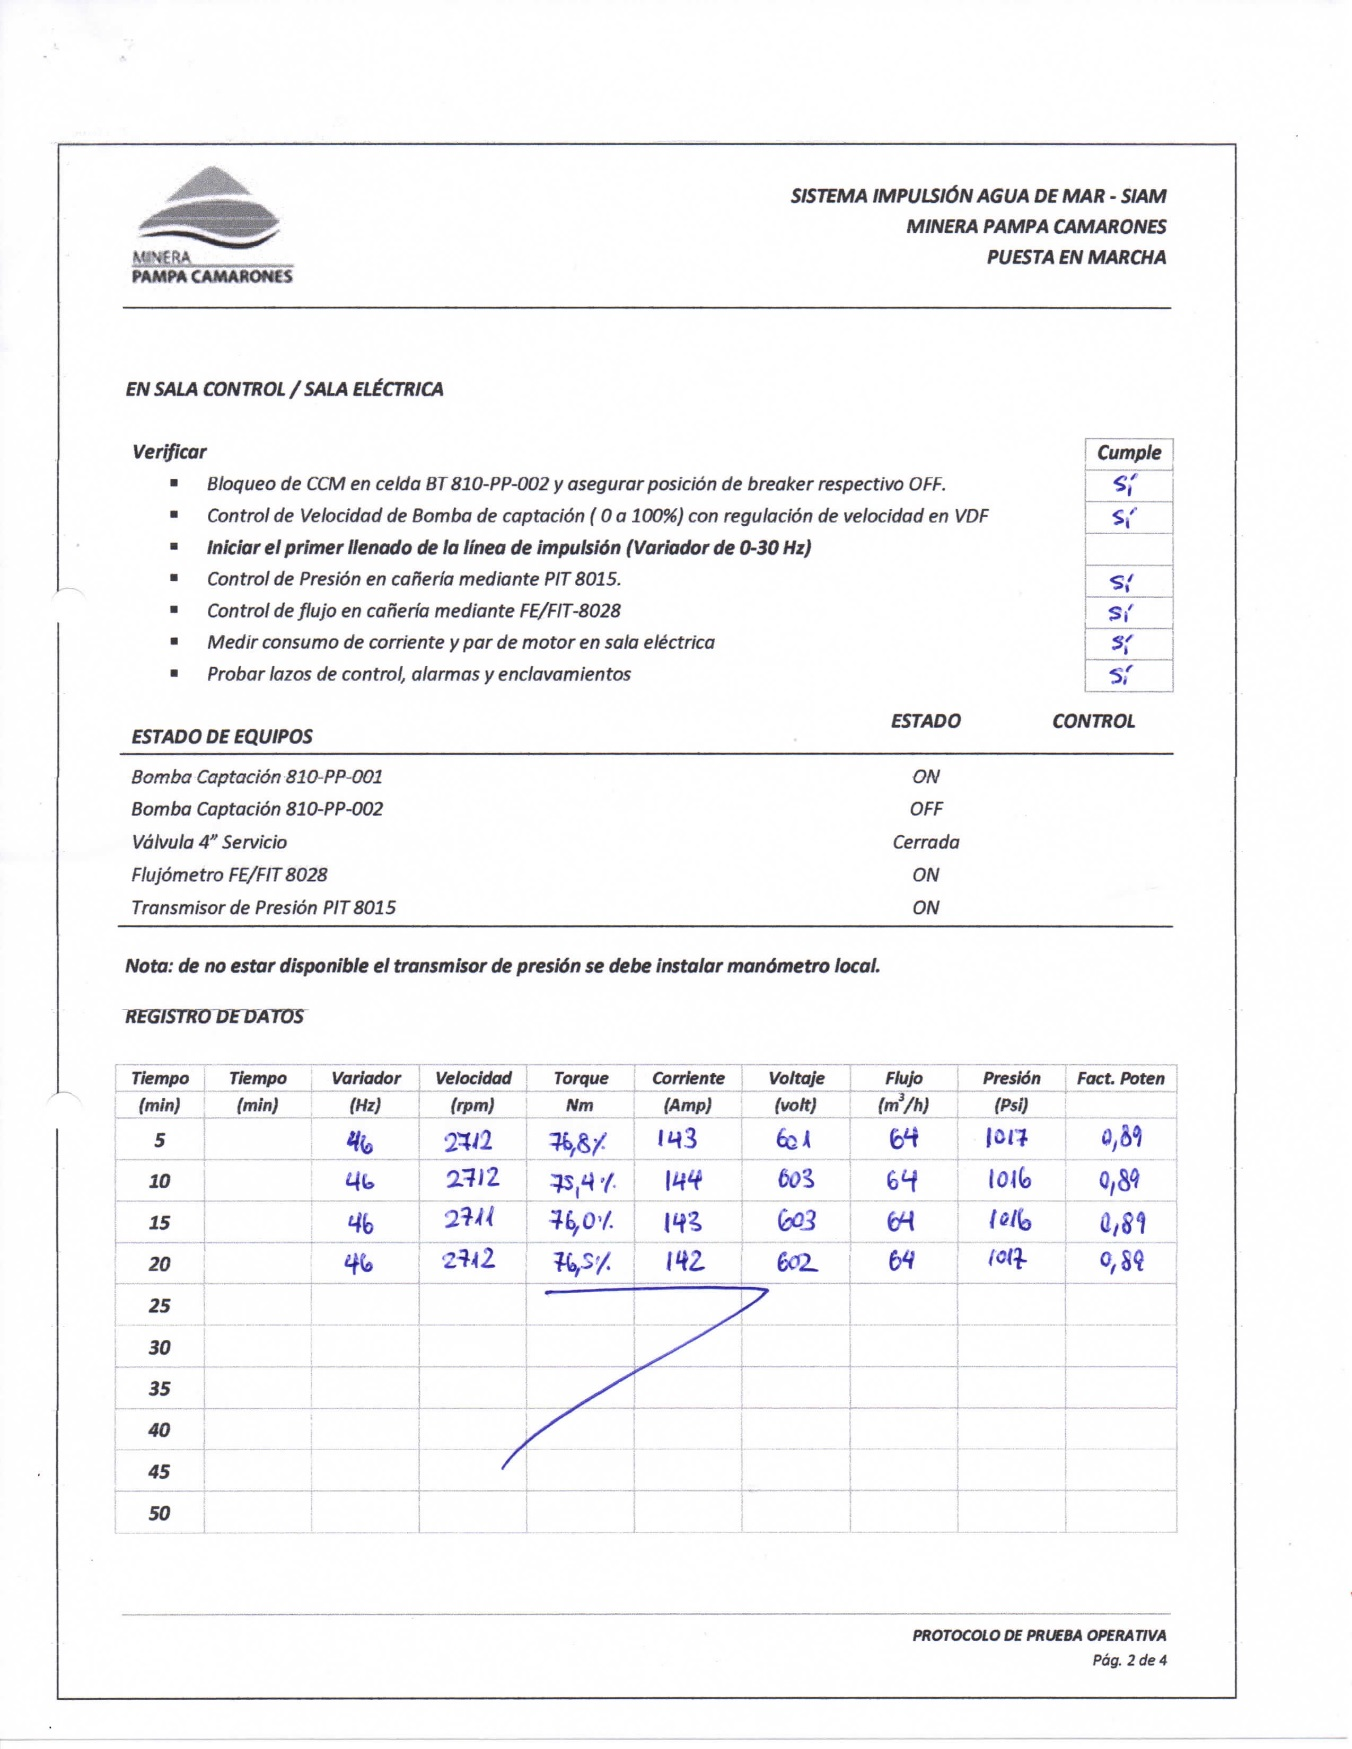 MINERA
PAMPA CAMARONES
SISTEMA IMPULSIÓN AGUA DE MAR - SIAM
MINERA PAMPA CAMARONES
PUESTA EN MARCHA
EN SALA CONTROL / SALA ELÉCTRICA
Verificar Cumple
▪ Bloqueo de CCM en celda BT 810-PP-002 y asegurar posición de breaker respectivo OFF. Sí
▪ Control de Velocidad de Bomba de captación ( 0 a 100%) con regulación de velocidad en VDF Sí
▪ Iniciar el primer llenado de la línea de impulsión (Variador de 0-30 Hz)
▪ Control de Presión en cañería mediante PIT 8015. Sí
▪ Control de flujo en cañería mediante FE/FIT-8028 Sí
▪ Medir consumo de corriente y par de motor en sala eléctrica Sí
▪ Probar lazos de control, alarmas y enclavamientos Sí
ESTADO DE EQUIPOS ESTADO CONTROL
Bomba Captación 810-PP-001 ON
Bomba Captación 810-PP-002 OFF
Válvula 4” Servicio Cerrada
Flujómetro FE/FIT 8028 ON
Transmisor de Presión PIT 8015 ON
Nota: de no estar disponible el transmisor de presión se debe instalar manómetro local.
REGISTRO DE DATOS
Tiempo Tiempo Variador Velocidad Torque Corriente Voltaje Flujo Presión Fact. Poten
(min) (min) (Hz) (rpm) Nm (Amp) (volt) (m³/h) (Psi)
5 46 2712 76,8% 143 601 64 1017 0,89
10 46 2712 75,4% 144 603 64 1016 0,89
15 46 2711 76,0% 143 603 64 1016 0,89
20 46 2712 76,5% 142 602 64 1017 0,89
25
30
35
40
45
50
PROTOCOLO DE PRUEBA OPERATIVA
Pág. 2 de 4